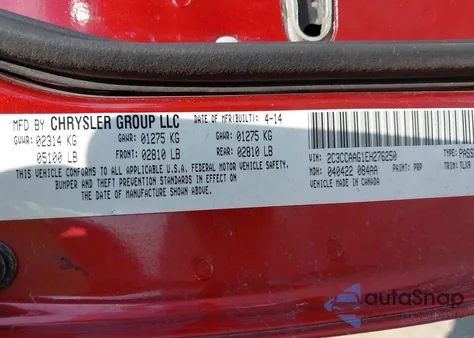 MFD BY CHRYSLER GROUP LLC DATE OF MFR(BUILT): 4-14
GVWR: 02314 KG GAWR: 01275 KG GAWR: 01275 KG
05100 LB FRONT: 02810 LB REAR: 02810 LB
THIS VEHICLE CONFORMS TO ALL APPLICABLE U.S.A. FEDERAL MOTOR VEHICLE SAFETY,
BUMPER AND THEFT PREVENTION STANDARDS IN EFFECT ON
THE DATE OF MANUFACTURE SHOWN ABOVE.
VIN: 2C3CCAAG1EH276250 TYPE: PASS
MDH: 040422 084AA PAINT: PRP TRIM: TLX9
VEHICLE MADE IN CANADA
autoSnap